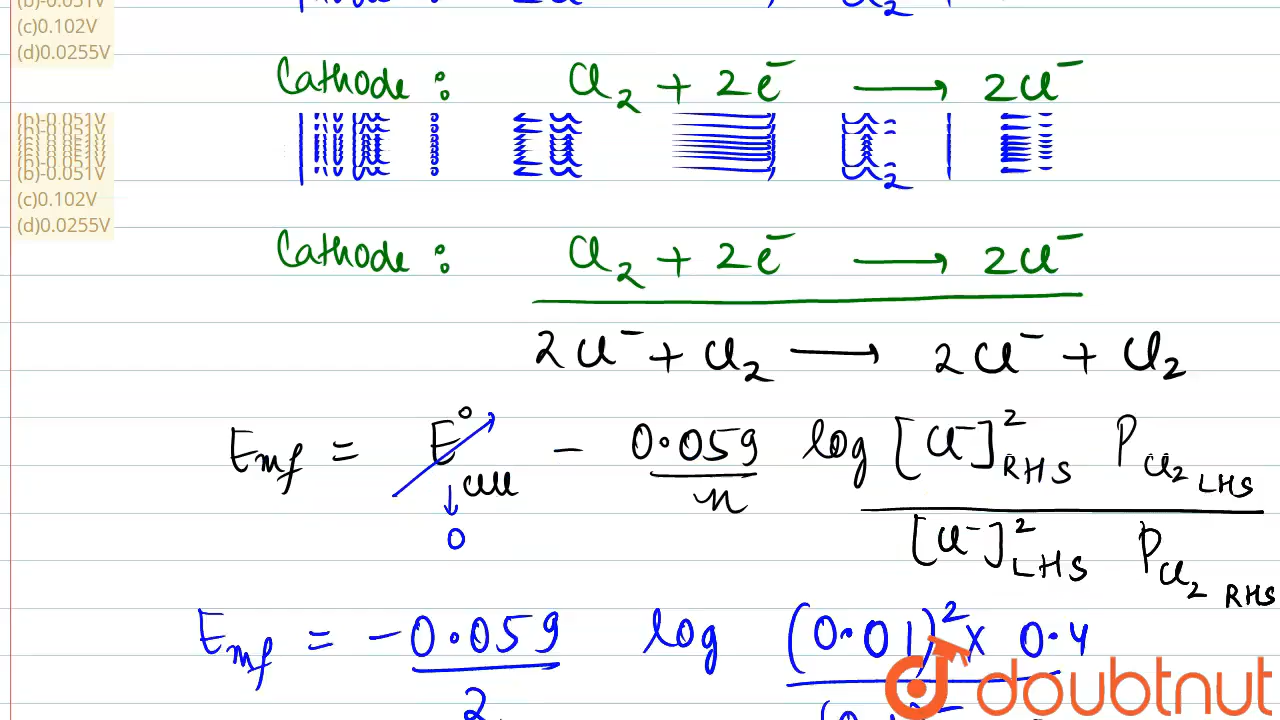 (c)0.102V
(d)0.0255V
Cathode : Cl₂ + 2e⁻ ⟶ 2Cl⁻
(b)-0.051V
(c)0.102V
(d)0.0255V
Cathode : Cl₂ + 2e⁻ ⟶ 2Cl⁻
2Cl⁻ + Cl₂ ⟶ 2Cl⁻ + Cl₂
Emf = E°cell - 0.059/n log [Cl⁻]²RHS PCl₂ LHS / [Cl⁻]²LHS PCl₂ RHS
0
Emf = -0.059/2 log (0.01)² x 0.4
doubtnut